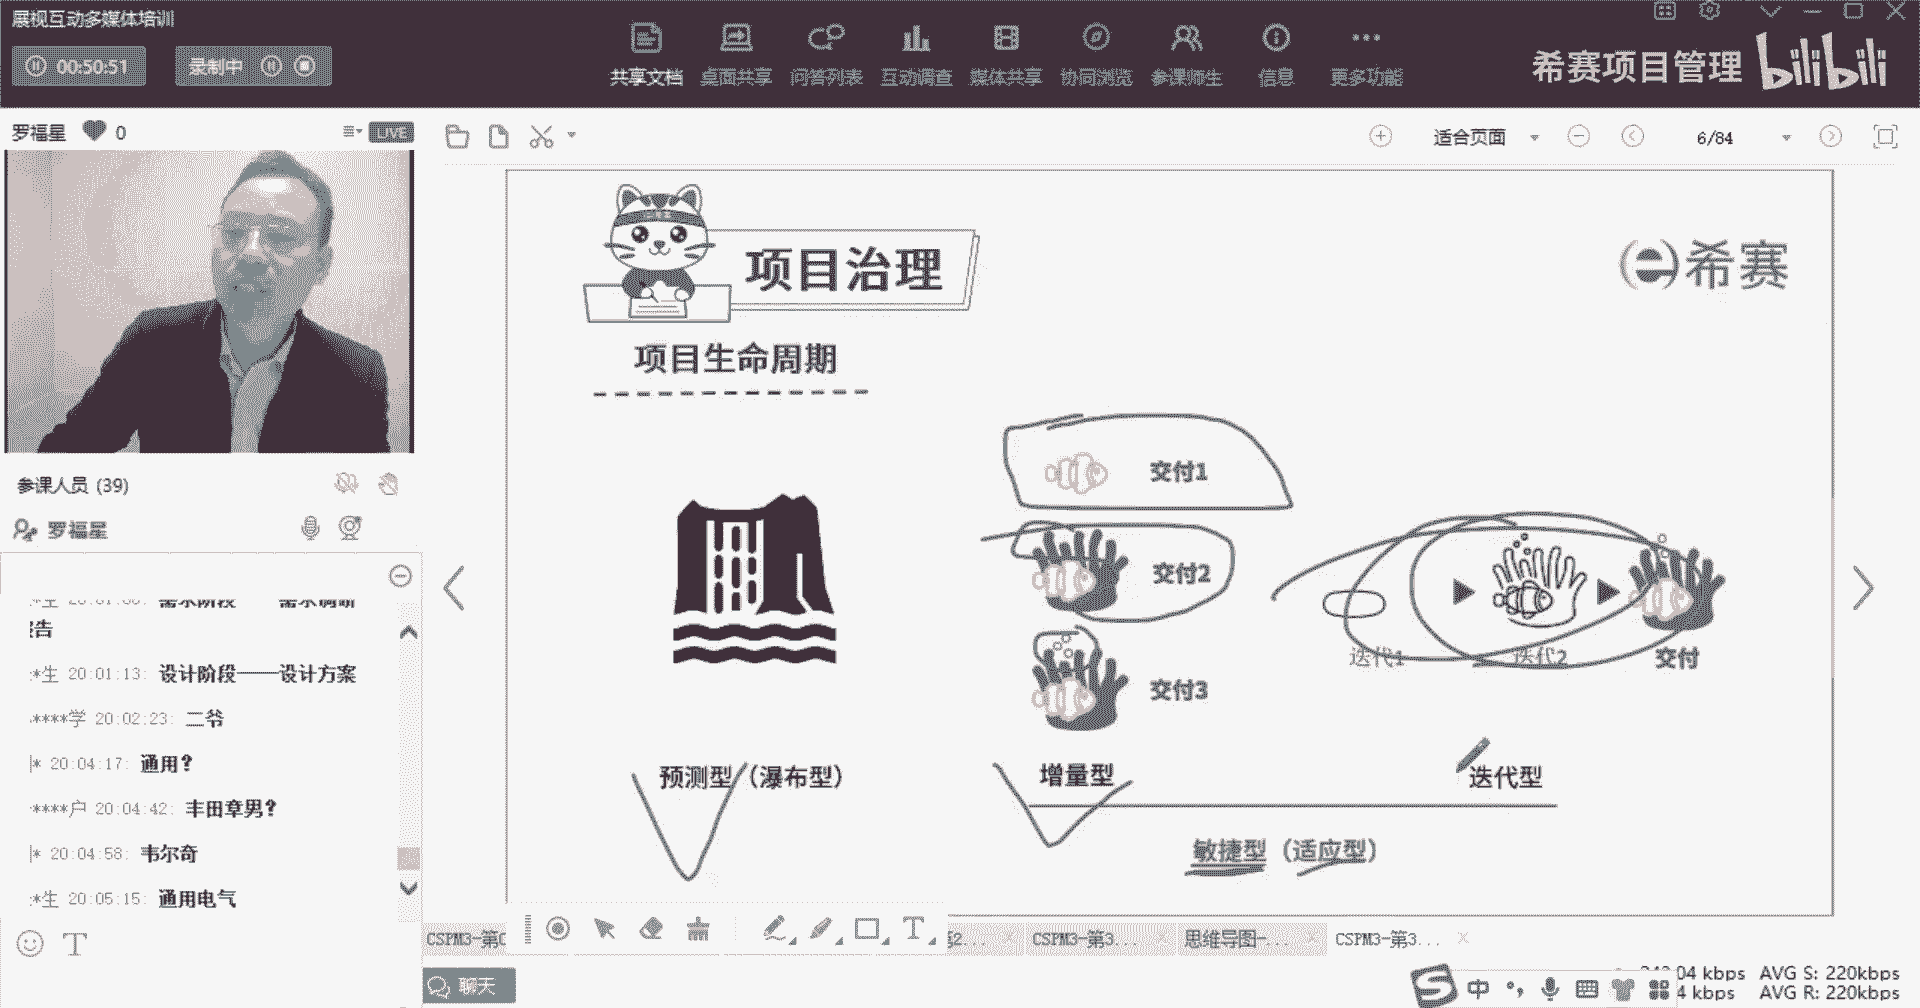 展视互动多媒体培训
00:50:51
录制中
共享文档
桌面共享
问答列表
互动调查
媒体共享
协同浏览
参课师生
信息
更多功能
希赛项目管理
bilibili
罗福星
0
LIVE
适合页面
6/84
参课人员 (39)
罗福星
告
*生 20:01:13: 设计阶段——设计方案
****学 20:02:23: 二爷
* 20:04:17: 通用?
****户 20:04:42: 丰田章男?
* 20:04:58: 韦尔奇
*生 20:05:15: 通用电气
聊天
项目治理
希赛
项目生命周期
交付1
交付2
交付3
迭代1
迭代2
交付
预测型(瀑布型)
增量型
迭代型
敏捷型(适应型)
CSPM3-第
2...
CSPM3-第3...
思维导图-...
CSPM3-第3...
中
04 kbps AVG S: 220kbps
4 kbps AVG R: 220kbps